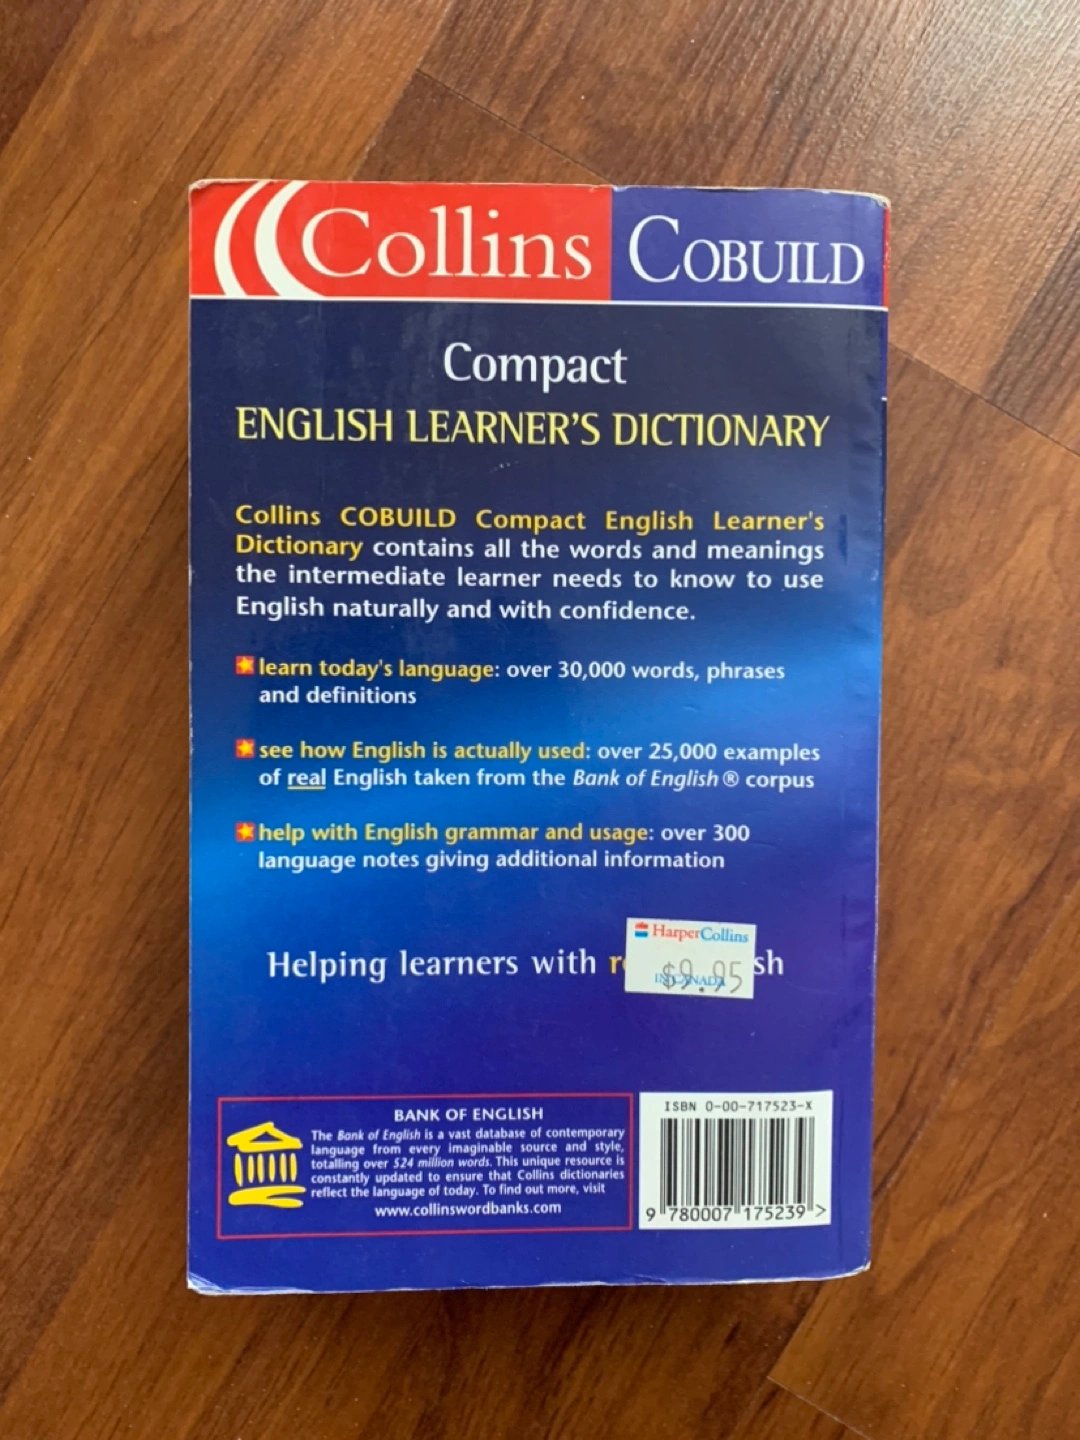 Collins COBUILD
Compact
ENGLISH LEARNER'S DICTIONARY
Collins COBUILD Compact English Learner's
Dictionary contains all the words and meanings
the intermediate learner needs to know to use
English naturally and with confidence.
learn today's language: over 30,000 words, phrases
and definitions
see how English is actually used: over 25,000 examples
of real English taken from the Bank of English® corpus
help with English grammar and usage: over 300
language notes giving additional information
HarperCollins
$9.95
IN CANADA
Helping learners with
BANK OF ENGLISH
The Bank of English is a vast database of contemporary
language from every imaginable source and style,
totalling over 524 million words. This unique resource is
constantly updated to ensure that Collins dictionaries
reflect the language of today. To find out more, visit
www.collinswordbanks.com
ISBN 0-00-717523-X
9 780007 175239 >